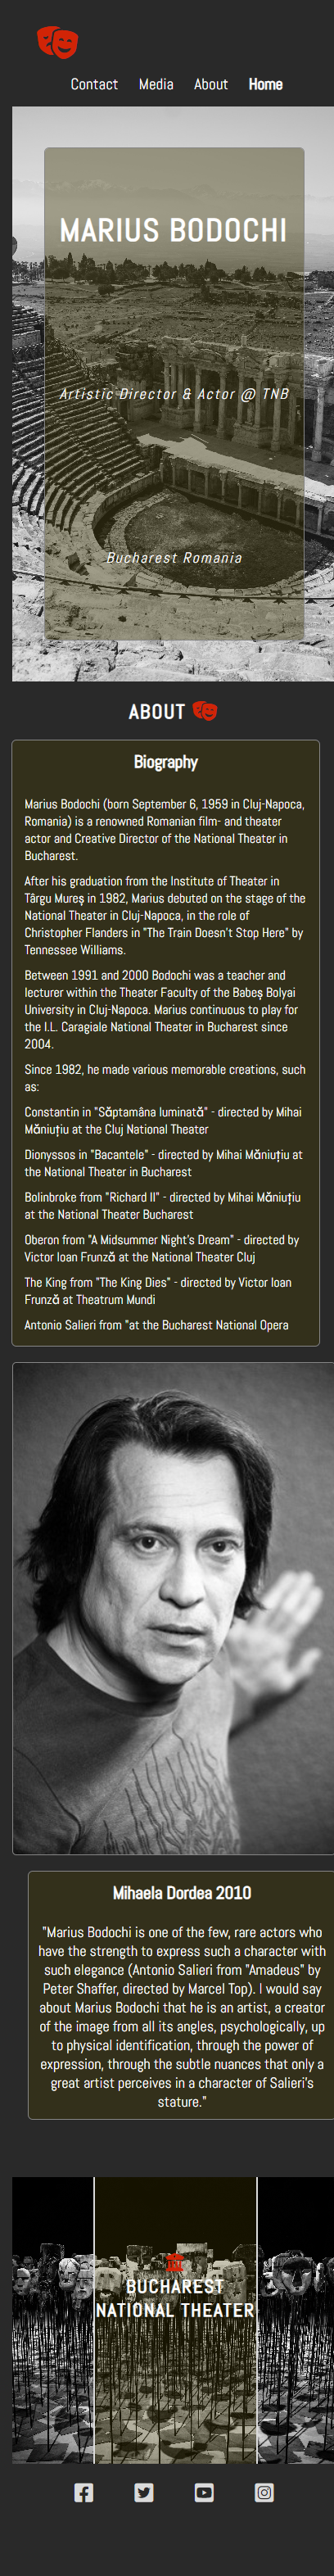 Contact Media About Home
MARIUS BODOCHI
Artistic Director & Actor @ TNB
Bucharest Romania
ABOUT
Biography
Marius Bodochi (born September 6, 1959 in Cluj-Napoca,
Romania) is a renowned Romanian film- and theater
actor and Creative Director of the National Theater in
Bucharest.
After his graduation from the Institute of Theater in
Târgu Mureș in 1982, Marius debuted on the stage of the
National Theater in Cluj-Napoca, in the role of
Christopher Flanders in "The Train Doesn't Stop Here" by
Tennessee Williams.
Between 1991 and 2000 Bodochi was a teacher and
lecturer within the Theater Faculty of the Babeș Bolyai
University in Cluj-Napoca. Marius continuous to play for
the I.L. Caragiale National Theater in Bucharest since
2004.
Since 1982, he made various memorable creations, such
as:
Constantin in "Săptamâna luminată" - directed by Mihai
Măniuțiu at the Cluj National Theater
Dionyssos in "Bacantele" - directed by Mihai Măniuțiu at
the National Theater in Bucharest
Bolinbroke from "Richard II" - directed by Mihai Măniuțiu
at the National Theater Bucharest
Oberon from "A Midsummer Night's Dream" - directed by
Victor Ioan Frunză at the National Theater Cluj
The King from "The King Dies" - directed by Victor Ioan
Frunză at Theatrum Mundi
Antonio Salieri from "at the Bucharest National Opera
Mihaela Dordea 2010
"Marius Bodochi is one of the few, rare actors who
have the strength to express such a character with
such elegance (Antonio Salieri from "Amadeus" by
Peter Shaffer, directed by Marcel Top). I would say
about Marius Bodochi that he is an artist, a creator
of the image from all its angles, psychologically, up
to physical identification, through the power of
expression, through the subtle nuances that only a
great artist perceives in a character of Salieri's
stature."
BUCHAREST
NATIONAL THEATER